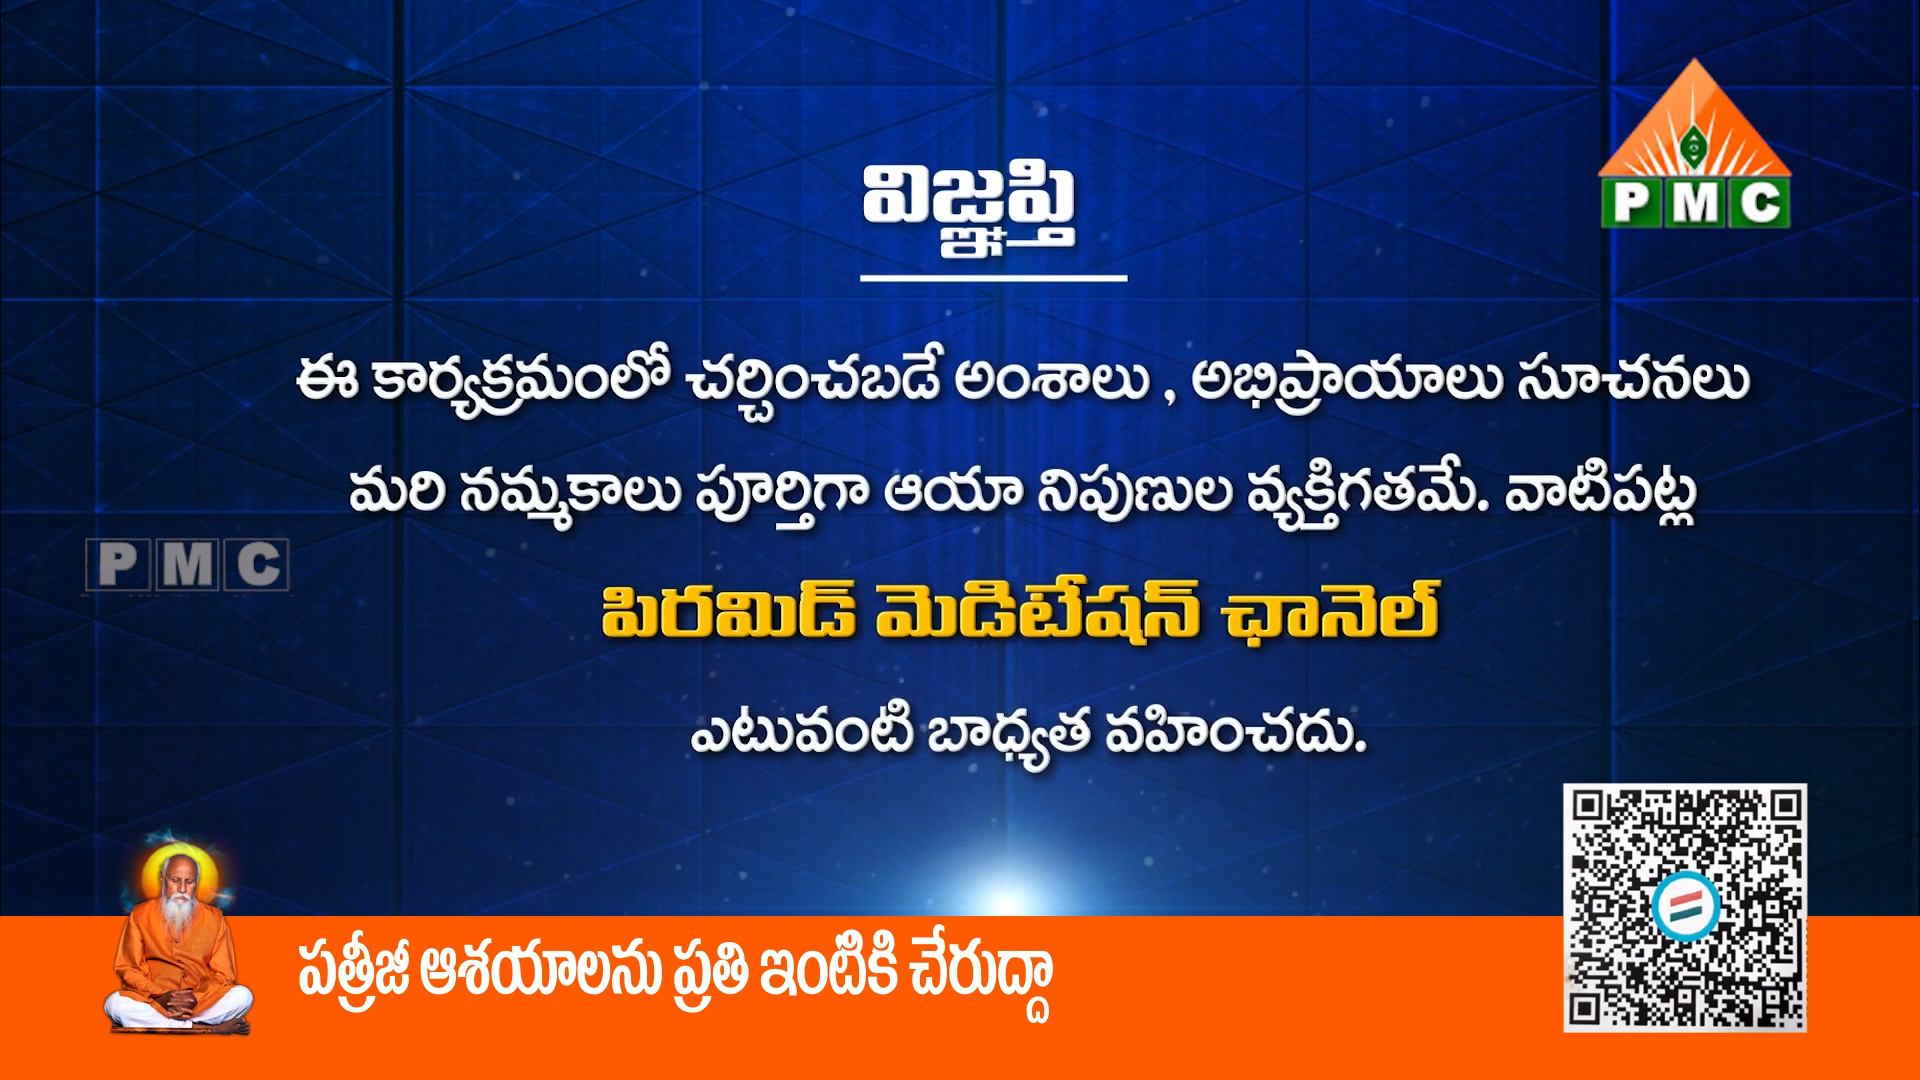 విజ్ఞప్తి
PMC
ఈ కార్యక్రమంలో చర్చించబడే అంశాలు , అభిప్రాయాలు సూచనలు
మరి నమ్మకాలు పూర్తిగా ఆయా నిపుణుల వ్యక్తిగతమే. వాటిపట్ల
PMC
పిరమిడ్ మెడిటేషన్ ఛానెల్
ఎటువంటి బాధ్యత వహించదు.
పత్రీజీ ఆశయాలను ప్రతి ఇంటికి చేరుద్దా